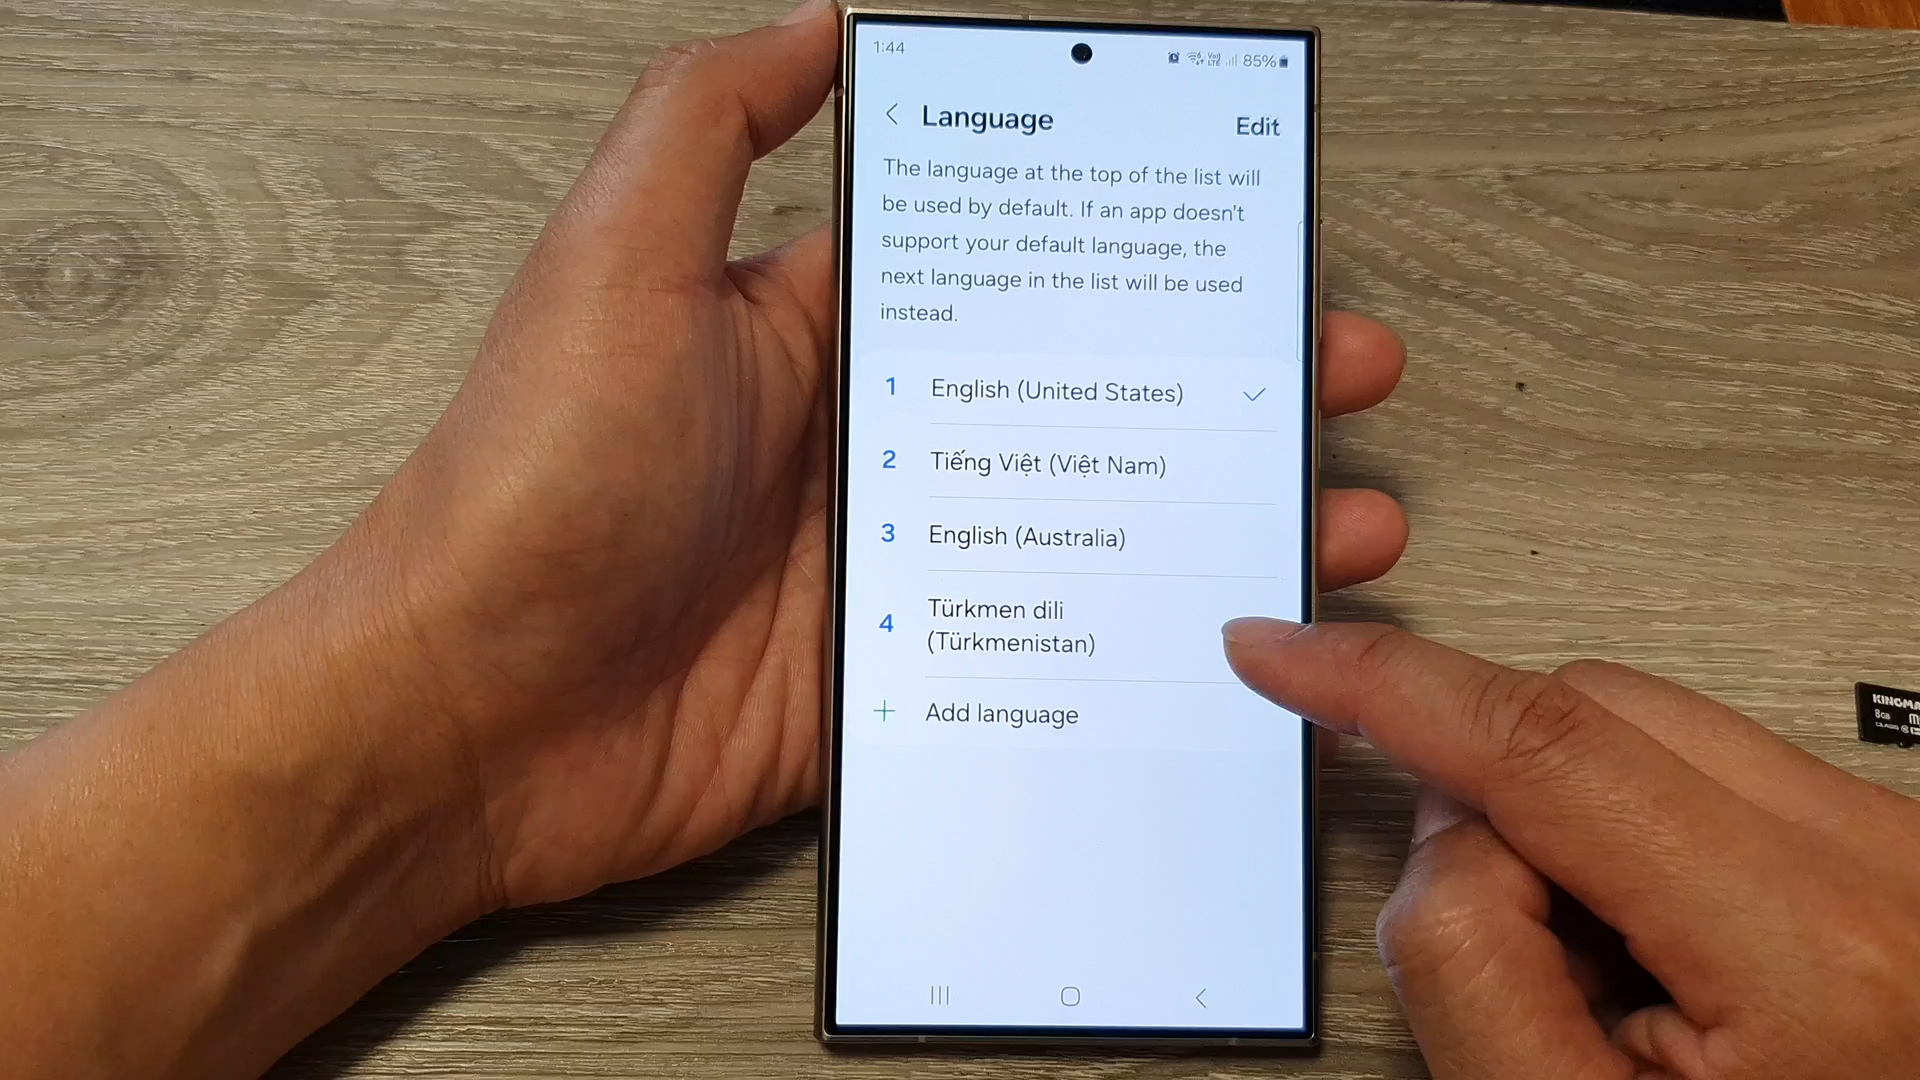 1:44
85%
Language
Edit
The language at the top of the list will
be used by default. If an app doesn't
support your default language, the
next language in the list will be used
instead.
1 English (United States)
2 Tiếng Việt (Việt Nam)
3 English (Australia)
4 Türkmen dili
(Türkmenistan)
+ Add language
KINGMA
8GB